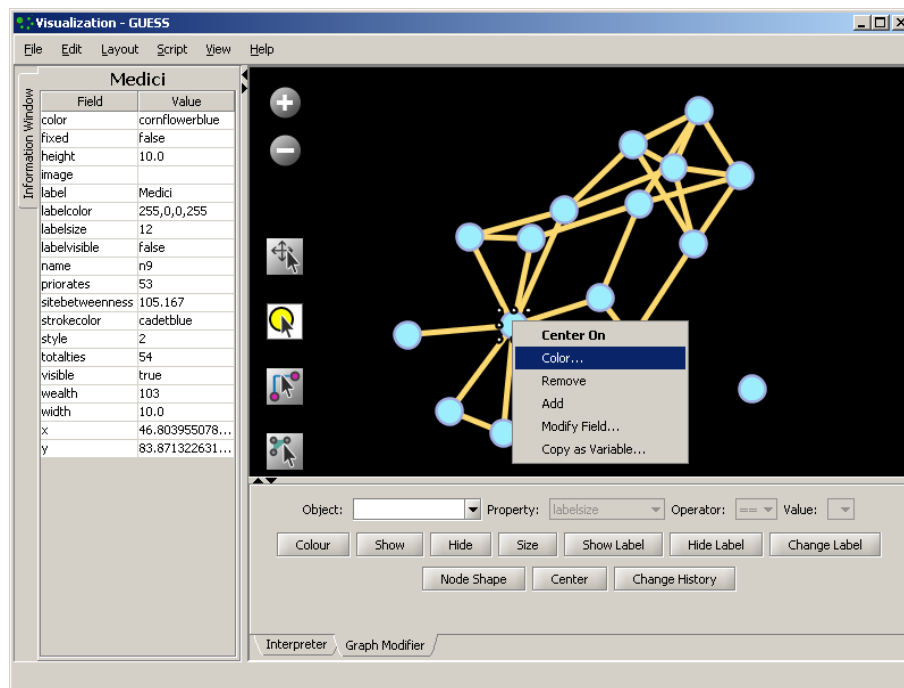 Visualization - GUESS
File Edit Layout Script View Help
Information Window
Medici
Field Value
color cornflowerblue
fixed false
height 10.0
image
label Medici
labelcolor 255,0,0,255
labelsize 12
labelvisible false
name n9
priorates 53
sitebetweenness 105.167
strokecolor cadetblue
style 2
totalties 54
visible true
wealth 103
width 10.0
x 46.803955078...
y 83.871322631...
Center On
Color...
Remove
Add
Modify Field...
Copy as Variable...
Object: Property: labelsize Operator: == Value:
Colour Show Hide Size Show Label Hide Label Change Label
Node Shape Center Change History
Interpreter Graph Modifier